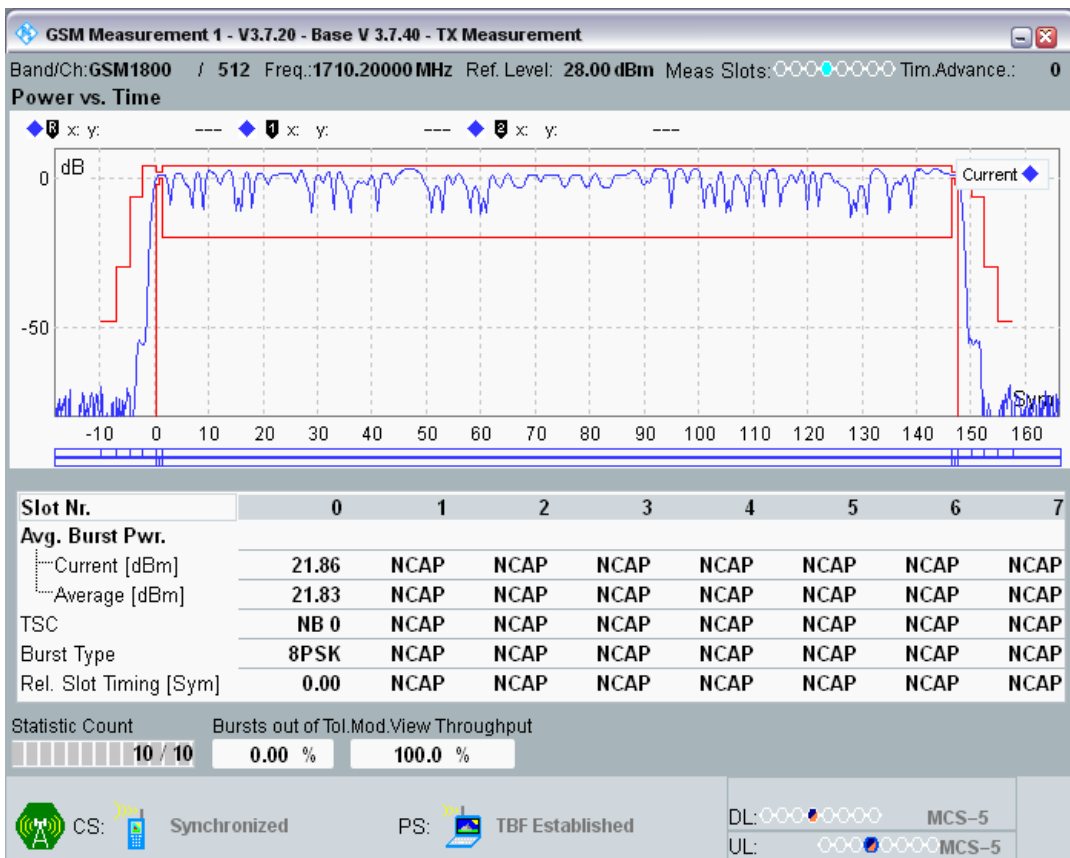 GSM Measurement 1 - V3.7.20 - Base V 3.7.40 - TX Measurement
Band/Ch:GSM1800 / 512 Freq.:1710.20000 MHz Ref. Level: 28.00 dBm Meas Slots: Tim.Advance.: 0
Power vs. Time
R x: y: --- 1 x: y: --- 2 x: y: ---
dB
Current
0
-50
Sym
-10 0 10 20 30 40 50 60 70 80 90 100 110 120 130 140 150 160
Slot Nr. 0 1 2 3 4 5 6 7
Avg. Burst Pwr.
Current [dBm] 21.86 NCAP NCAP NCAP NCAP NCAP NCAP NCAP
Average [dBm] 21.83 NCAP NCAP NCAP NCAP NCAP NCAP NCAP
TSC NB 0 NCAP NCAP NCAP NCAP NCAP NCAP NCAP
Burst Type 8PSK NCAP NCAP NCAP NCAP NCAP NCAP NCAP
Rel. Slot Timing [Sym] 0.00 NCAP NCAP NCAP NCAP NCAP NCAP NCAP
Statistic Count Bursts out of Tol. Mod.View Throughput
10 / 10 0.00 % 100.0 %
CS: Synchronized PS: TBF Established DL: MCS-5
UL: MCS-5